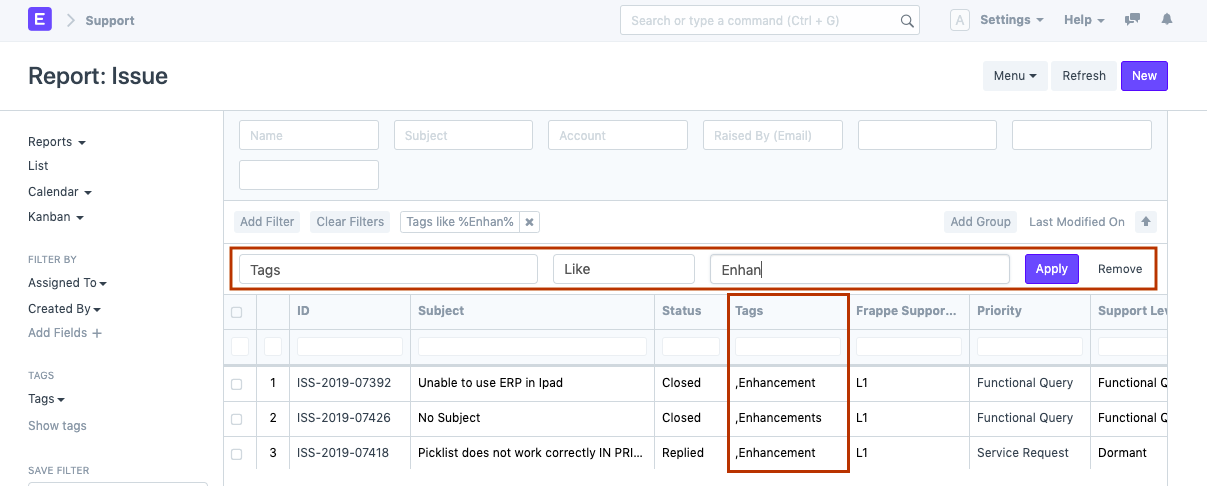 E Support Search or type a command (Ctrl + G) A Settings Help
Report: Issue Menu Refresh New
Reports
List
Calendar
Kanban
FILTER BY
Assigned To
Created By
Add Fields +
TAGS
Tags
Show tags
SAVE FILTER
Name Subject Account Raised By (Email)
Add Filter Clear Filters Tags like %Enhan% × Add Group Last Modified On
Tags Like Enhan Apply Remove
ID Subject Status Tags Frappe Suppor... Priority Support Lev
1 ISS-2019-07392 Unable to use ERP in Ipad Closed ,Enhancement L1 Functional Query Functional Q
2 ISS-2019-07426 No Subject Closed ,Enhancements L1 Functional Query Functional Q
3 ISS-2019-07418 Picklist does not work correctly IN PRI... Replied ,Enhancement L1 Service Request Dormant